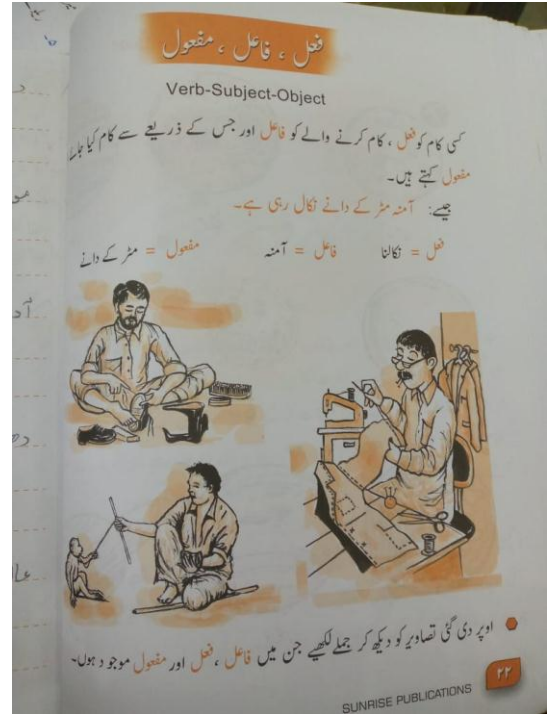 فعل ، فاعل ، مفعول
Verb-Subject-Object
کسی کام کو فعل ، کام کرنے والے کو فاعل اور جس کے ذریعے سے کام کیا جائے
مفعول کہتے ہیں۔
جیسے: آمنہ مٹر کے دانے نکال رہی ہے۔
فعل = نکالنا فاعل = آمنہ مفعول = مٹر کے دانے
اوپر دی گئی تصاویر کو دیکھ کر جملے لکھیے جن میں فاعل ، فعل اور مفعول موجود ہوں۔
۲۲
SUNRISE PUBLICATIONS